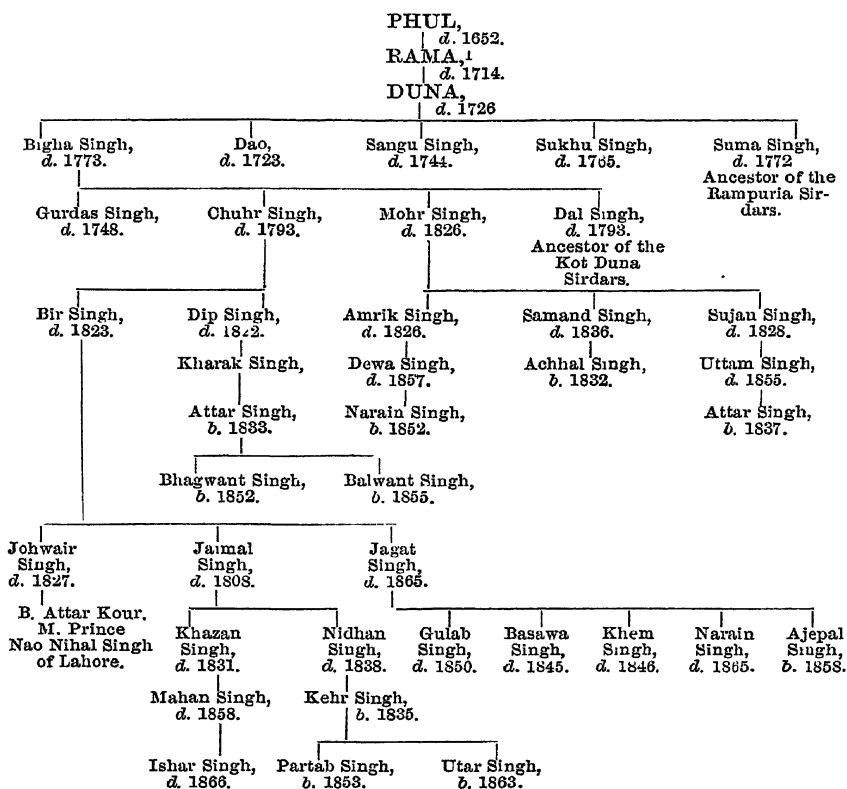 PHUL,
d. 1652.
RAMA,¹
d. 1714.
DUNA,
d. 1726
Bigha Singh, Dao, Sangu Singh, Sukhu Singh, Suma Singh,
d. 1773. d. 1723. d. 1744. d. 1765. d. 1772
Ancestor of the
Rampuria Sir-
dars.
Gurdas Singh, Chuhr Singh, Mohr Singh, Dal Singh,
d. 1748. d. 1793. d. 1826. d. 1793.
Ancestor of the
Kot Duna
Sirdars.
Bir Singh, Dip Singh, Amrik Singh, Samand Singh, Sujan Singh,
d. 1823. d. 1822. d. 1826. d. 1836. d. 1828.
Kharak Singh, Dewa Singh, Achhal Singh, Uttam Singh,
d. 1857. b. 1832. d. 1855.
Attar Singh, Narain Singh, Attar Singh,
b. 1833. b. 1852. b. 1837.
Bhagwant Singh, Balwant Singh,
b. 1852. b. 1855.
Johwair Jaimal Jagat
Singh, Singh, Singh,
d. 1827. d. 1808. d. 1865.
B. Attar Kour.
M. Prince
Nao Nihal Singh
of Lahore.
Khazan Nidhan Gulab Basawa Khem Narain Ajepal
Singh, Singh, Singh, Singh, Singh, Singh, Singh,
d. 1831. d. 1838. d. 1850. d. 1845. d. 1846. d. 1865. b. 1858.
Mahan Singh, Kehr Singh,
d. 1858. b. 1835.
Ishar Singh, Partab Singh, Utar Singh,
d. 1866. b. 1853. b. 1863.